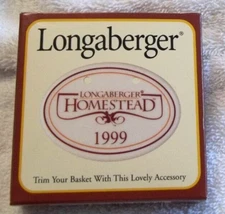 Longaberger®
LONGABERGER
HOMESTEAD
1999
Trim Your Basket With This Lovely Accessory